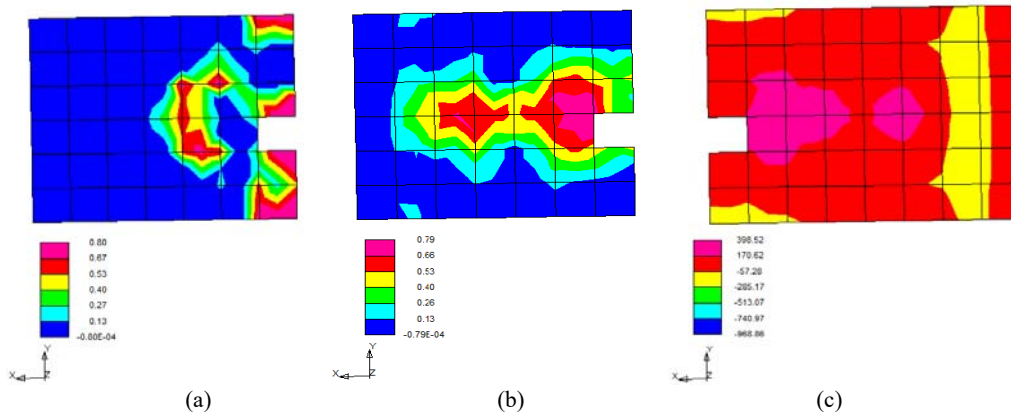 0.80
0.67
0.53
0.40
0.27
0.13
-0.80E-04
Y
X
Z
(a)
0.79
0.66
0.53
0.40
0.26
0.13
-0.79E-04
Y
X
Z
(b)
398.52
170.62
-57.28
-285.17
-513.07
-740.97
-968.86
Y
X
Z
(c)